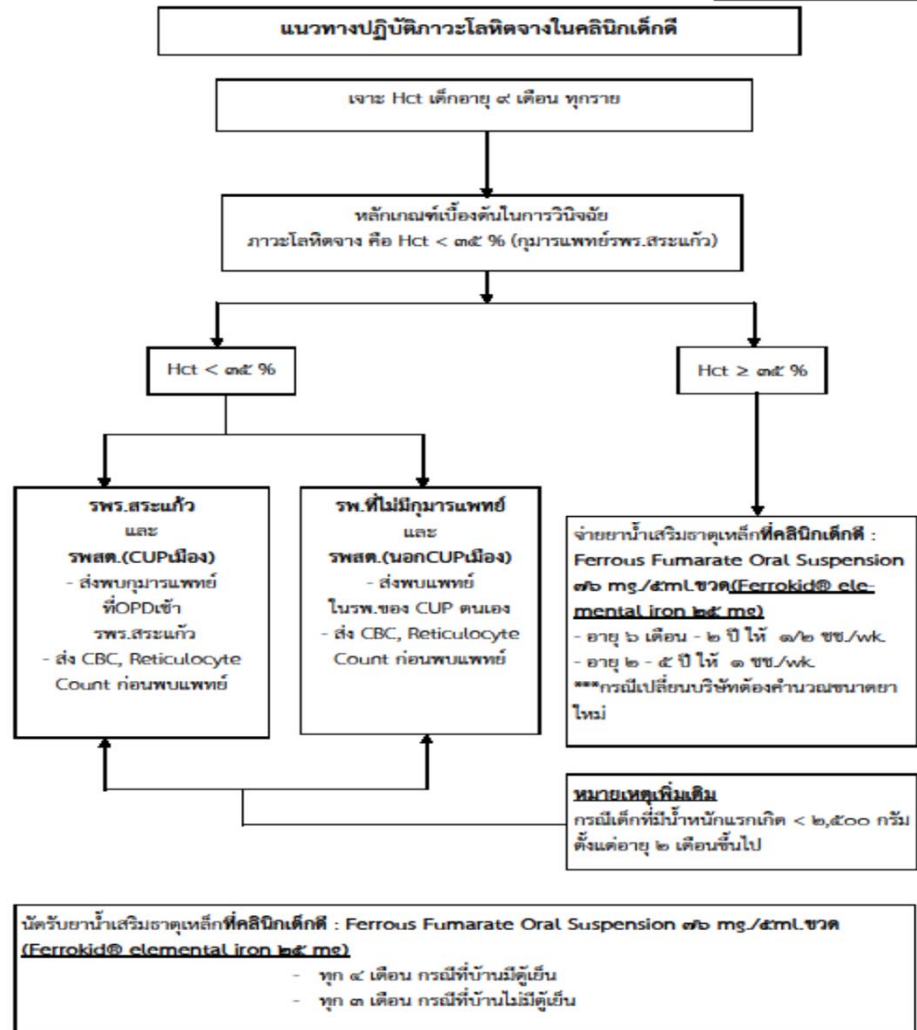 แนวทางปฏิบัติภาวะโลหิตจางในคลินิกเด็กดี
เจาะ Hct เด็กอายุ ๙ เดือน ทุกราย
หลักเกณฑ์เบื้องต้นในการวินิจฉัย
ภาวะโลหิตจาง คือ Hct < ๓๕ % (กุมารแพทย์รพร.สระแก้ว)
Hct < ๓๕ %
Hct ≥ ๓๕ %
รพร.สระแก้ว
และ
รพสต.(CUPเมือง)
- ส่งพบกุมารแพทย์
ที่OPDเช้า
รพร.สระแก้ว
- ส่ง CBC, Reticulocyte
Count ก่อนพบแพทย์
รพ.ที่ไม่มีกุมารแพทย์
และ
รพสต.(นอกCUPเมือง)
- ส่งพบแพทย์
ในรพ.ของ CUP ตนเอง
- ส่ง CBC, Reticulocyte
Count ก่อนพบแพทย์
จ่ายยาน้ำเสริมธาตุเหล็กที่คลินิกเด็กดี :
Ferrous Fumarate Oral Suspension
๗๖ mg./๕ml.ขวด(Ferrokid® ele-
mental iron ๒๕ mg)
- อายุ ๖ เดือน - ๒ ปี ให้ ๑/๒ ชช./wk.
- อายุ ๒ - ๕ ปี ให้ ๑ ชช./wk.
***กรณีเปลี่ยนบริษัทต้องคำนวณขนาดยา
ใหม่
หมายเหตุเพิ่มเติม
กรณีเด็กที่มีน้ำหนักแรกเกิด < ๒,๕๐๐ กรัม
ตั้งแต่อายุ ๒ เดือนขึ้นไป
นัดรับยาน้ำเสริมธาตุเหล็กที่คลินิกเด็กดี : Ferrous Fumarate Oral Suspension ๗๖ mg./๕ml.ขวด
(Ferrokid® elemental iron ๒๕ mg)
- ทุก ๔ เดือน กรณีที่บ้านมีตู้เย็น
- ทุก ๓ เดือน กรณีที่บ้านไม่มีตู้เย็น